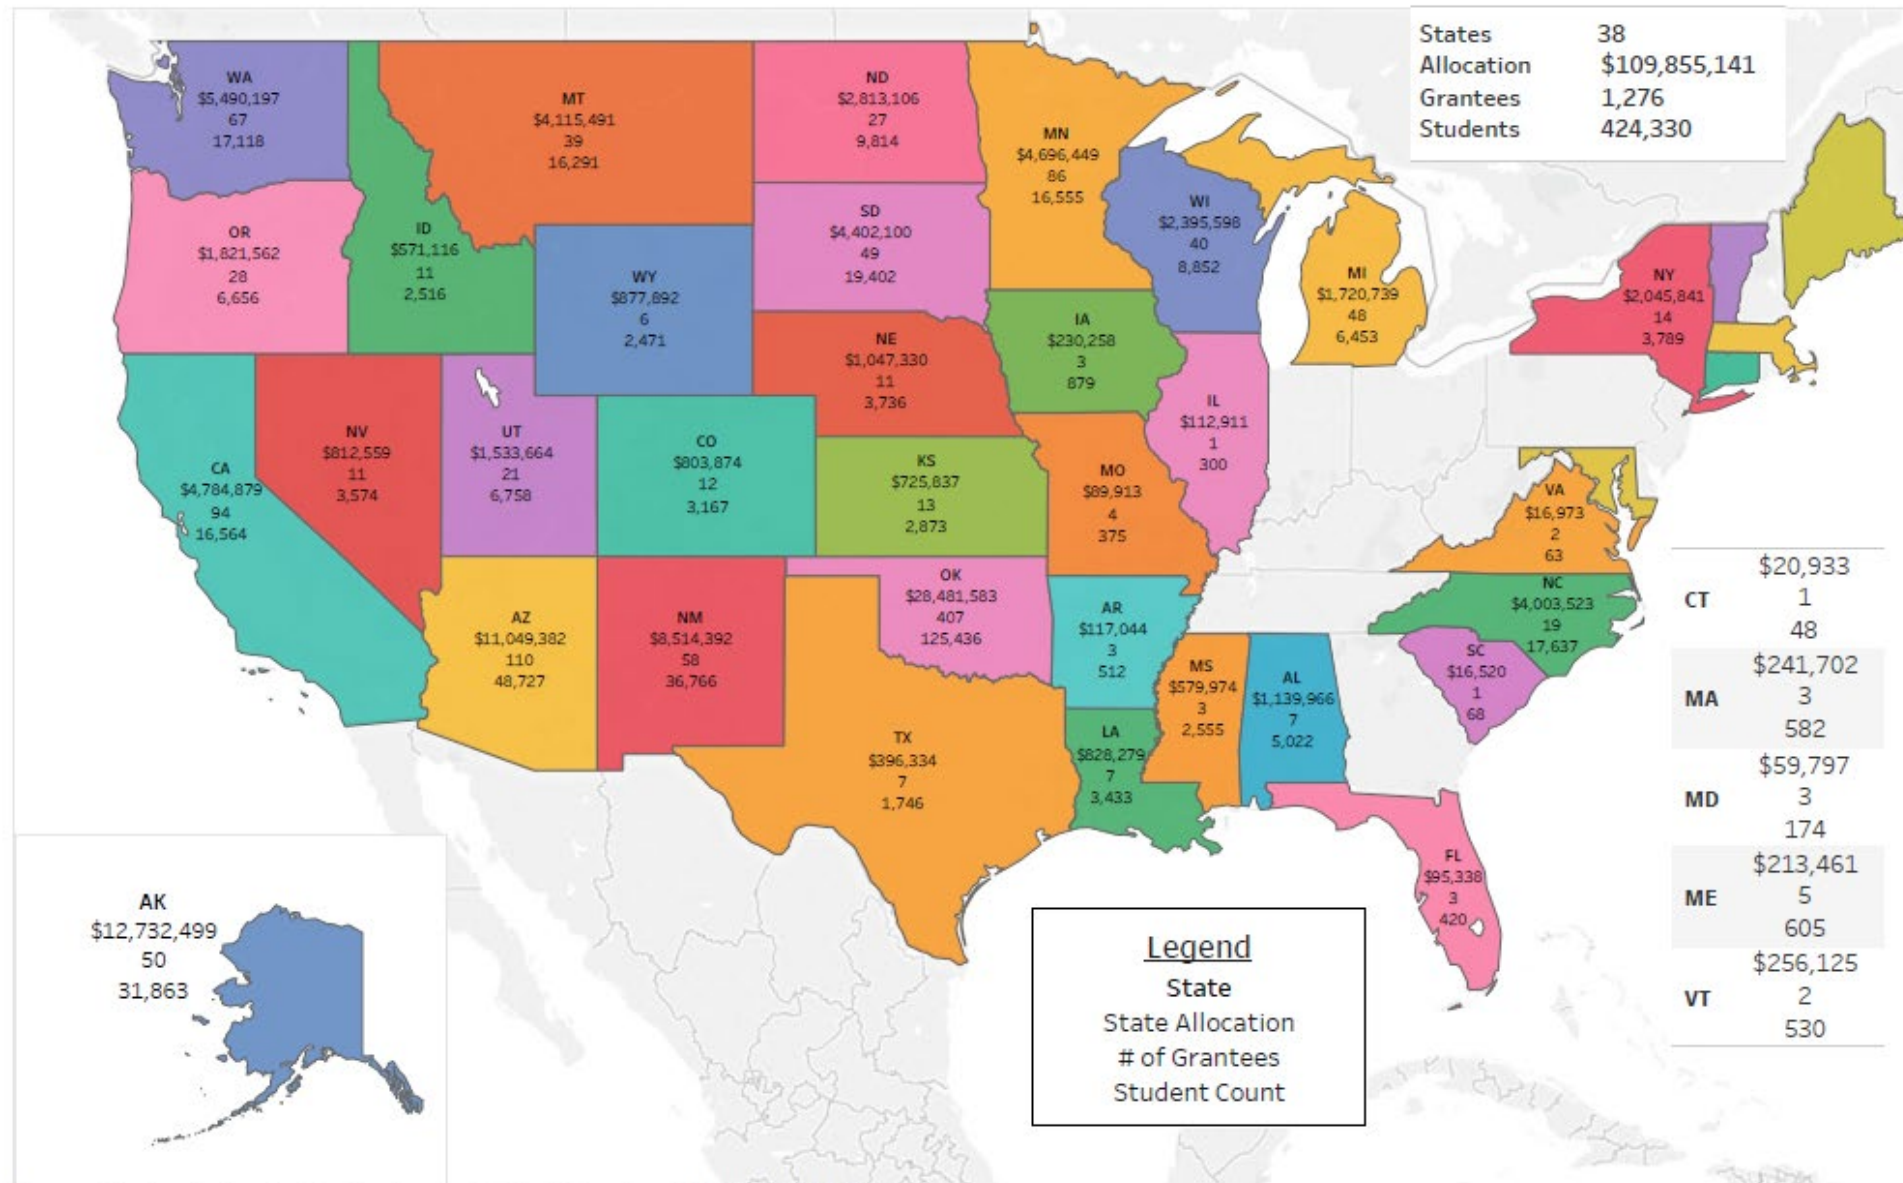 States 38
Allocation $109,855,141
Grantees 1,276
Students 424,330
WA
$5,490,197
67
17,118
MT
$4,115,491
39
16,291
ND
$2,813,106
27
9,814
MN
$4,696,449
86
16,555
OR
$1,821,562
28
6,656
ID
$571,116
11
2,516
WY
$877,892
6
2,471
SD
$4,402,100
49
19,402
WI
$2,395,598
40
8,852
MI
$1,720,739
48
6,453
NY
$2,045,841
14
3,789
NE
$1,047,330
11
3,736
IA
$230,258
3
879
IL
$112,911
1
300
CA
$4,784,879
94
16,564
NV
$812,559
11
3,574
UT
$1,533,664
21
6,758
CO
$803,874
12
3,167
KS
$725,837
13
2,873
MO
$89,913
4
375
VA
$16,973
2
63
AZ
$11,049,382
110
48,727
NM
$8,514,392
58
36,766
OK
$28,481,583
407
125,436
AR
$117,044
3
512
NC
$4,003,523
19
17,637
SC
$16,520
1
68
TX
$396,334
7
1,746
LA
$828,279
7
3,433
MS
$579,974
3
2,555
AL
$1,139,966
7
5,022
FL
$95,338
3
420
AK
$12,732,499
50
31,863
Legend
State
State Allocation
# of Grantees
Student Count
CT
$20,933
1
48
MA
$241,702
3
582
MD
$59,797
3
174
ME
$213,461
5
605
VT
$256,125
2
530